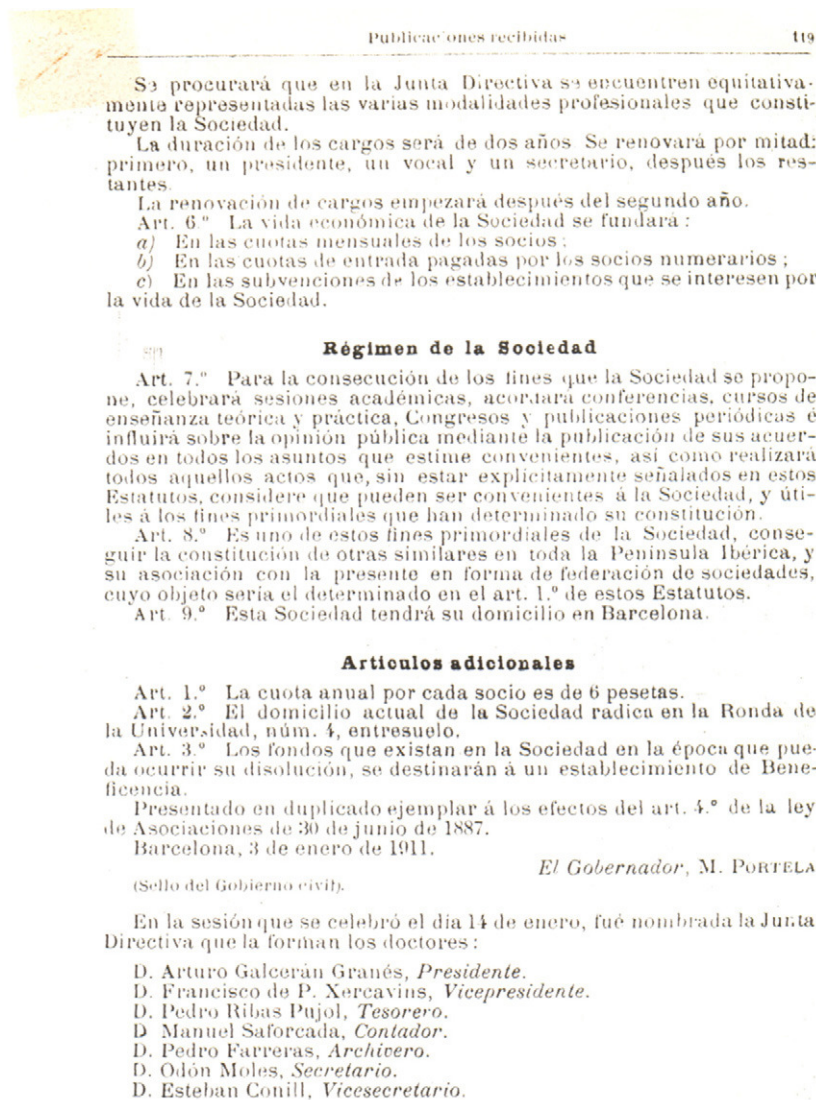 Publicaciones recibidas 119
Se procurará que en la Junta Directiva se encuentren equitativa-
mente representadas las varias modalidades profesionales que consti-
tuyen la Sociedad.
La duración de los cargos será de dos años Se renovará por mitad:
primero, un presidente, un vocal y un secretario, después los res-
tantes.
La renovación de cargos empezará después del segundo año.
Art. 6.º La vida económica de la Sociedad se fundará :
a) En las cuotas mensuales de los socios ;
b) En las cuotas de entrada pagadas por los socios numerarios ;
c) En las subvenciones de los establecimientos que se interesen por
la vida de la Sociedad.
Régimen de la Sociedad
Art. 7.º Para la consecución de los fines que la Sociedad se propo-
ne, celebrará sesiones académicas, acordará conferencias, cursos de
enseñanza teórica y práctica, Congresos y publicaciones periódicas é
influirá sobre la opinión pública mediante la publicación de sus acuer-
dos en todos los asuntos que estime convenientes, así como realizará
todos aquellos actos que, sin estar explicitamente señalados en estos
Estatutos, considere que pueden ser convenientes á la Sociedad, y úti-
les á los fines primordiales que han determinado su constitución.
Art. 8.º Es uno de estos fines primordiales de la Sociedad, conse-
guir la constitución de otras similares en toda la Península Ibérica, y
su asociación con la presente en forma de federación de sociedades,
cuyo objeto sería el determinado en el art. 1.º de estos Estatutos.
Art. 9.º Esta Sociedad tendrá su domicilio en Barcelona.
Artículos adicionales
Art. 1.º La cuota anual por cada socio es de 6 pesetas.
Art. 2.º El domicilio actual de la Sociedad radica en la Ronda de
la Universidad, núm. 4, entresuelo.
Art. 3.º Los fondos que existan en la Sociedad en la época que pue-
da ocurrir su disolución, se destinarán á un establecimiento de Bene-
ficencia.
Presentado en duplicado ejemplar á los efectos del art. 4.º de la ley
de Asociaciones de 30 de junio de 1887.
Barcelona, 3 de enero de 1911.
El Gobernador, M. PORTELA
(Sello del Gobierno civil).
En la sesión que se celebró el día 14 de enero, fué nombrada la Junta
Directiva que la forman los doctores :
D. Arturo Galcerán Granés, Presidente.
D. Francisco de P. Xercavins, Vicepresidente.
D. Pedro Ribas Pujol, Tesorero.
D Manuel Saforcada, Contador.
D. Pedro Farreras, Archivero.
D. Odón Moles, Secretario.
D. Esteban Conill, Vicesecretario.